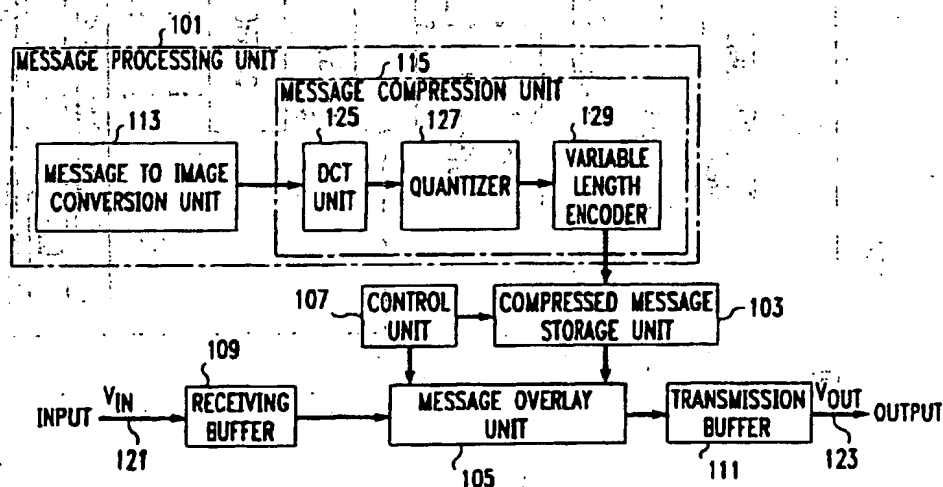 101
MESSAGE PROCESSING UNIT
115
MESSAGE COMPRESSION UNIT
113
125
127
129
MESSAGE TO IMAGE
CONVERSION UNIT
DCT
UNIT
QUANTIZER
VARIABLE
LENGTH
ENCODER
107
CONTROL
UNIT
COMPRESSED MESSAGE
STORAGE UNIT
103
109
INPUT
VIN
121
RECEIVING
BUFFER
MESSAGE OVERLAY
UNIT
105
TRANSMISSION
BUFFER
111
VOUT
123
OUTPUT